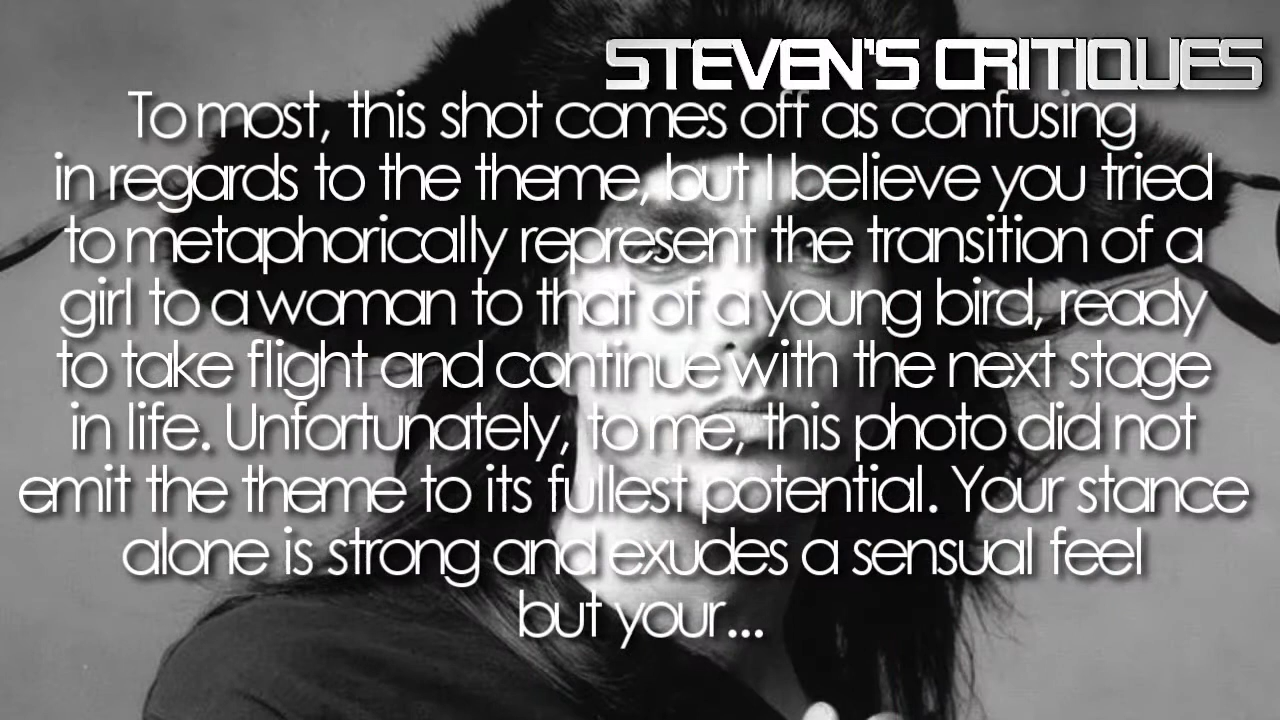 STEVEN'S CRITIQUES
To most, this shot comes off as confusing
in regards to the theme, but I believe you tried
to metaphorically represent the transition of a
girl to a woman to that of a young bird, ready
to take flight and continue with the next stage
in life. Unfortunately, to me, this photo did not
emit the theme to its fullest potential. Your stance
alone is strong and exudes a sensual feel
but your...